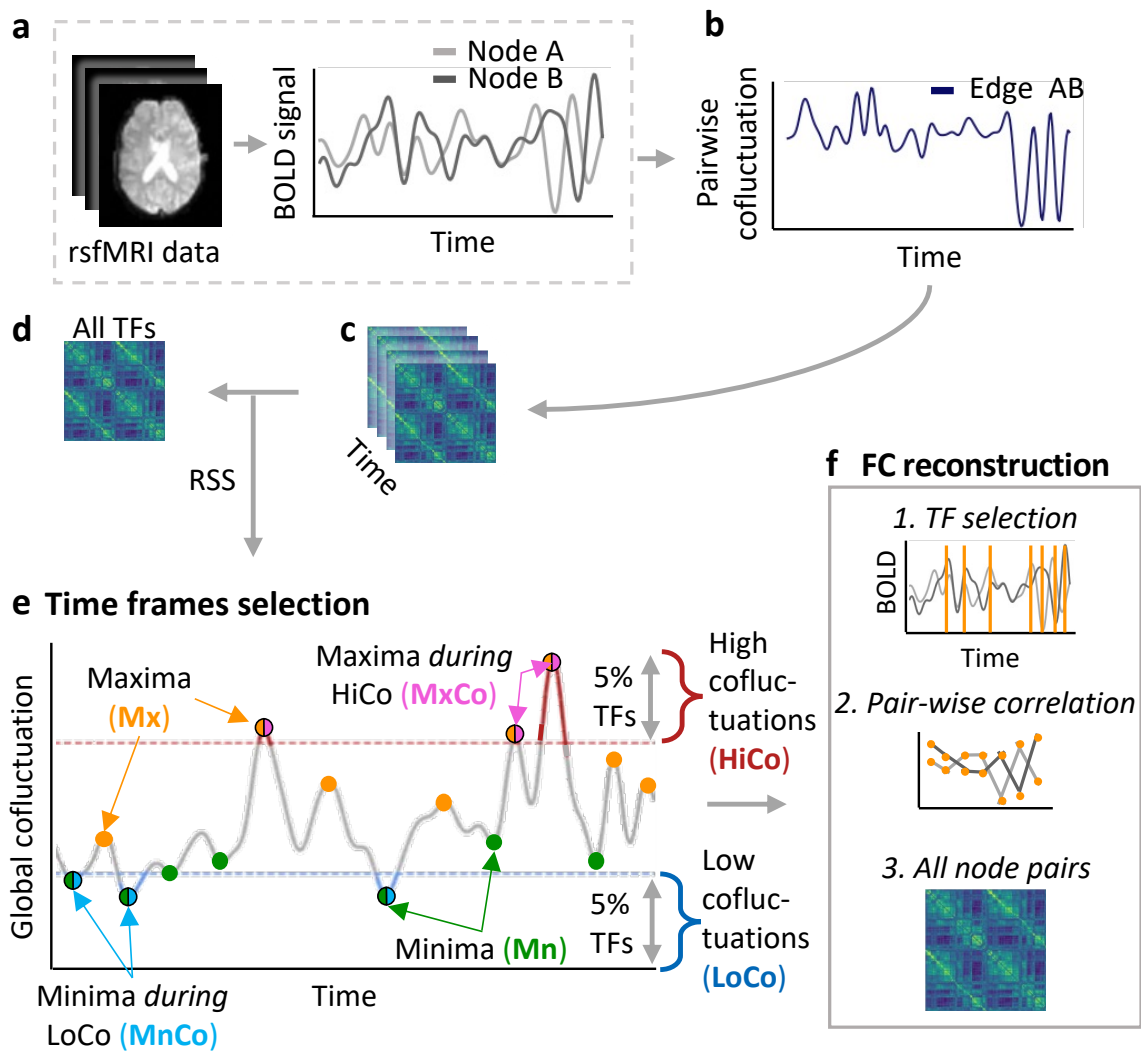 a
Node A
Node B
BOLD signal
Time
rsfMRI data
b
Edge AB
Pairwise
cofluctuation
Time
d
All TFs
c
Time
RSS
e Time frames selection
Global cofluctuation
Maxima
(Mx)
Maxima during
HiCo (MxCo)
5%
TFs
High
cofluc-
tuations
(HiCo)
Low
cofluc-
tuations
(LoCo)
5%
TFs
Minima (Mn)
Minima during
LoCo (MnCo)
Time
f FC reconstruction
1. TF selection
BOLD
Time
2. Pair-wise correlation
3. All node pairs